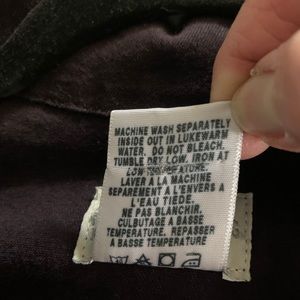 MACHINE WASH SEPARATELY
INSIDE OUT IN LUKEWARM
WATER. DO NOT BLEACH.
TUMBLE DRY LOW, IRON AT
LOW TEMPERATURE.
LAVER A LA MACHINE
SEPAREMENT A L'ENVERS A
L'EAU TIEDE.
NE PAS BLANCHIR.
CULBUTAGE A BASSE
TEMPERATURE. REPASSER
A BASSE TEMPERATURE